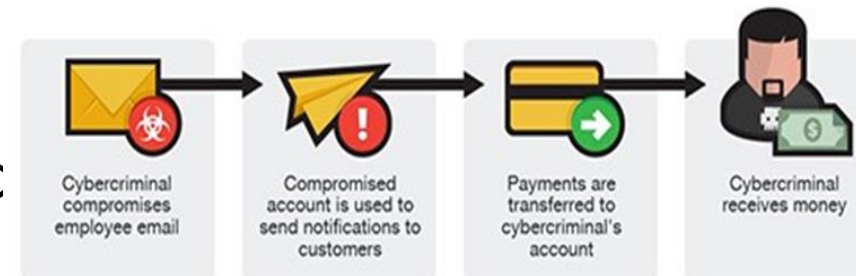 Cybercriminal
compromises
employee email
Compromised
account is used to
send notifications to
customers
Payments are
transferred to
cybercriminal's
account
Cybercriminal
receives money